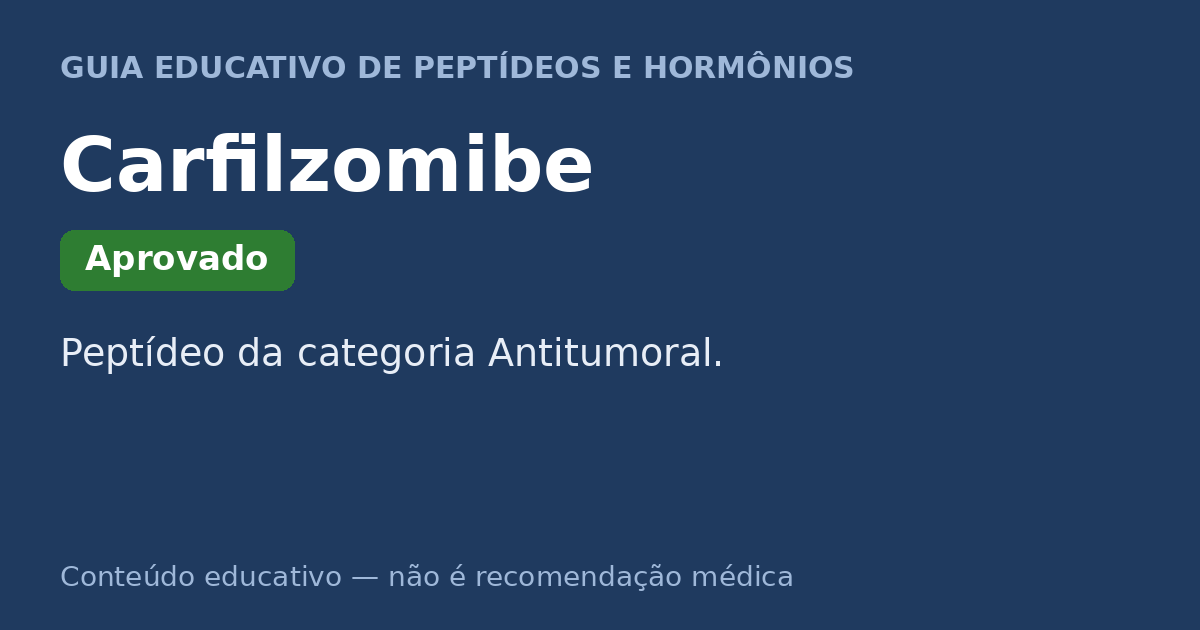 GUIA EDUCATIVO DE PEPTÍDEOS E HORMÔNIOS
Carfilzomibe
Aprovado
Peptídeo da categoria Antitumoral.
Conteúdo educativo — não é recomendação médica